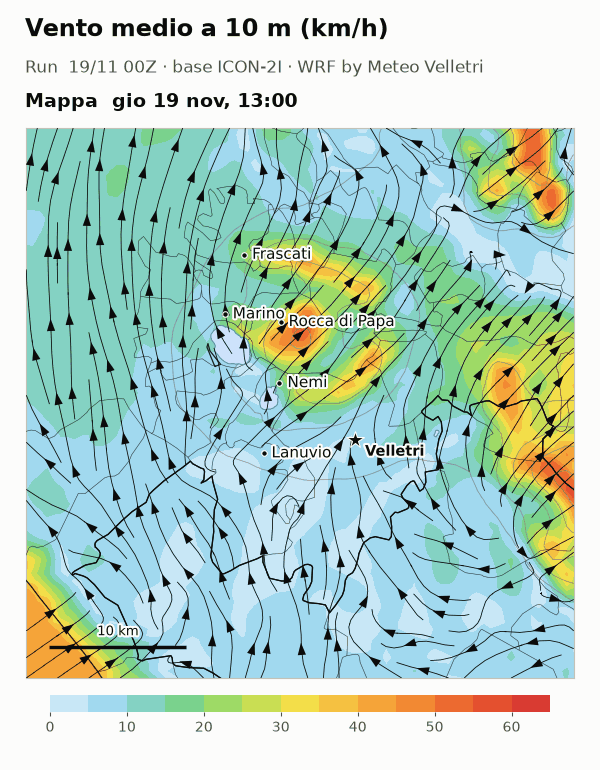 Vento medio a 10 m (km/h)
Run 19/11 00Z · base ICON-2I · WRF by Meteo Velletri
Mappa gio 19 nov, 13:00
Frascati
Marino
Rocca di Papa
Nemi
Lanuvio
Velletri
10 km
0 10 20 30 40 50 60